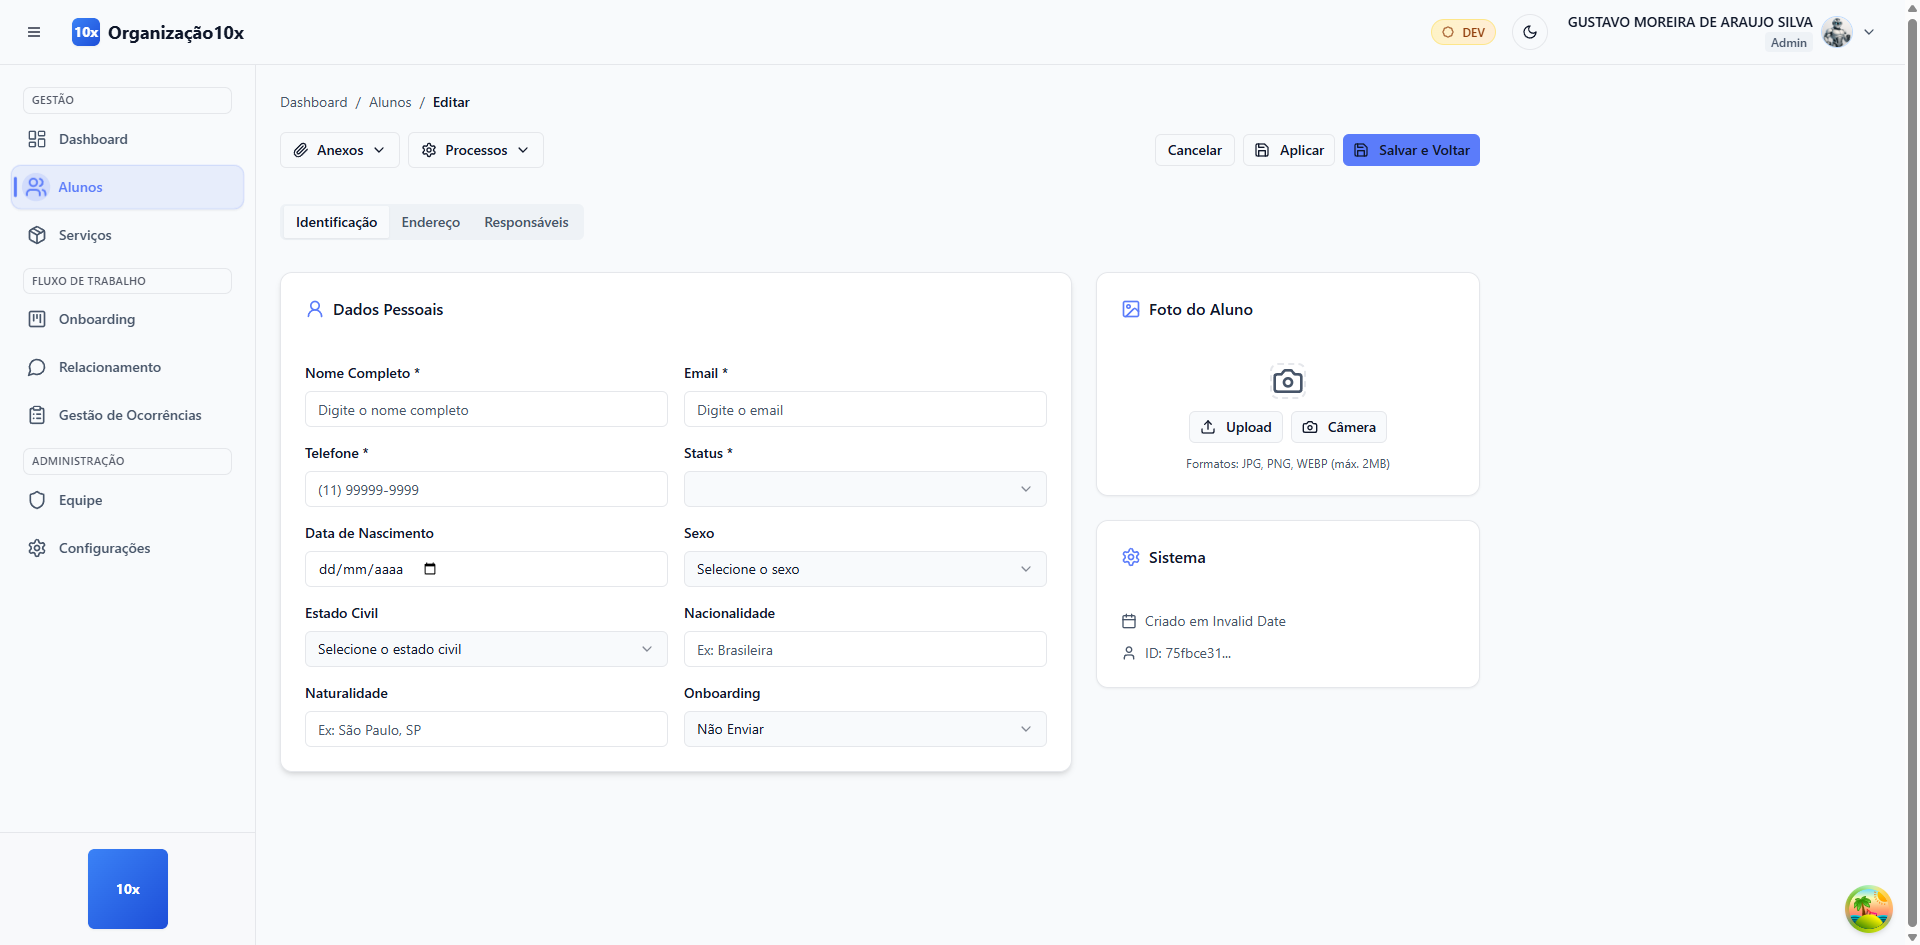 10x Organização10x
DEV
GUSTAVO MOREIRA DE ARAUJO SILVA
Admin
GESTÃO
Dashboard
Alunos
Serviços
FLUXO DE TRABALHO
Onboarding
Relacionamento
Gestão de Ocorrências
ADMINISTRAÇÃO
Equipe
Configurações
10x
Dashboard / Alunos / Editar
Anexos Processos
Cancelar Aplicar Salvar e Voltar
Identificação Endereço Responsáveis
Dados Pessoais
Nome Completo * Email *
Digite o nome completo Digite o email
Telefone * Status *
(11) 99999-9999
Data de Nascimento Sexo
dd/mm/aaaa Selecione o sexo
Estado Civil Nacionalidade
Selecione o estado civil Ex: Brasileira
Naturalidade Onboarding
Ex: São Paulo, SP Não Enviar
Foto do Aluno
Upload Câmera
Formatos: JPG, PNG, WEBP (máx. 2MB)
Sistema
Criado em Invalid Date
ID: 75fbce31...